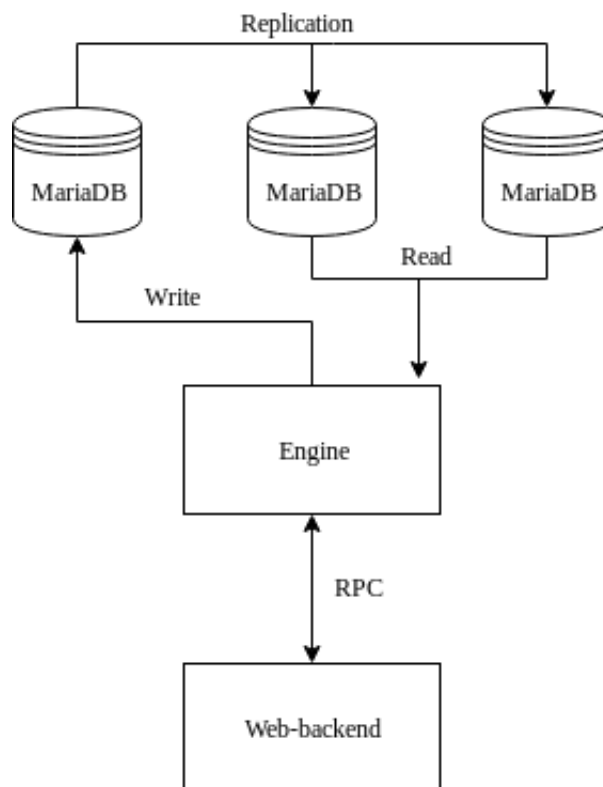 Replication
MariaDB
MariaDB
MariaDB
Read
Write
Engine
RPC
Web-backend